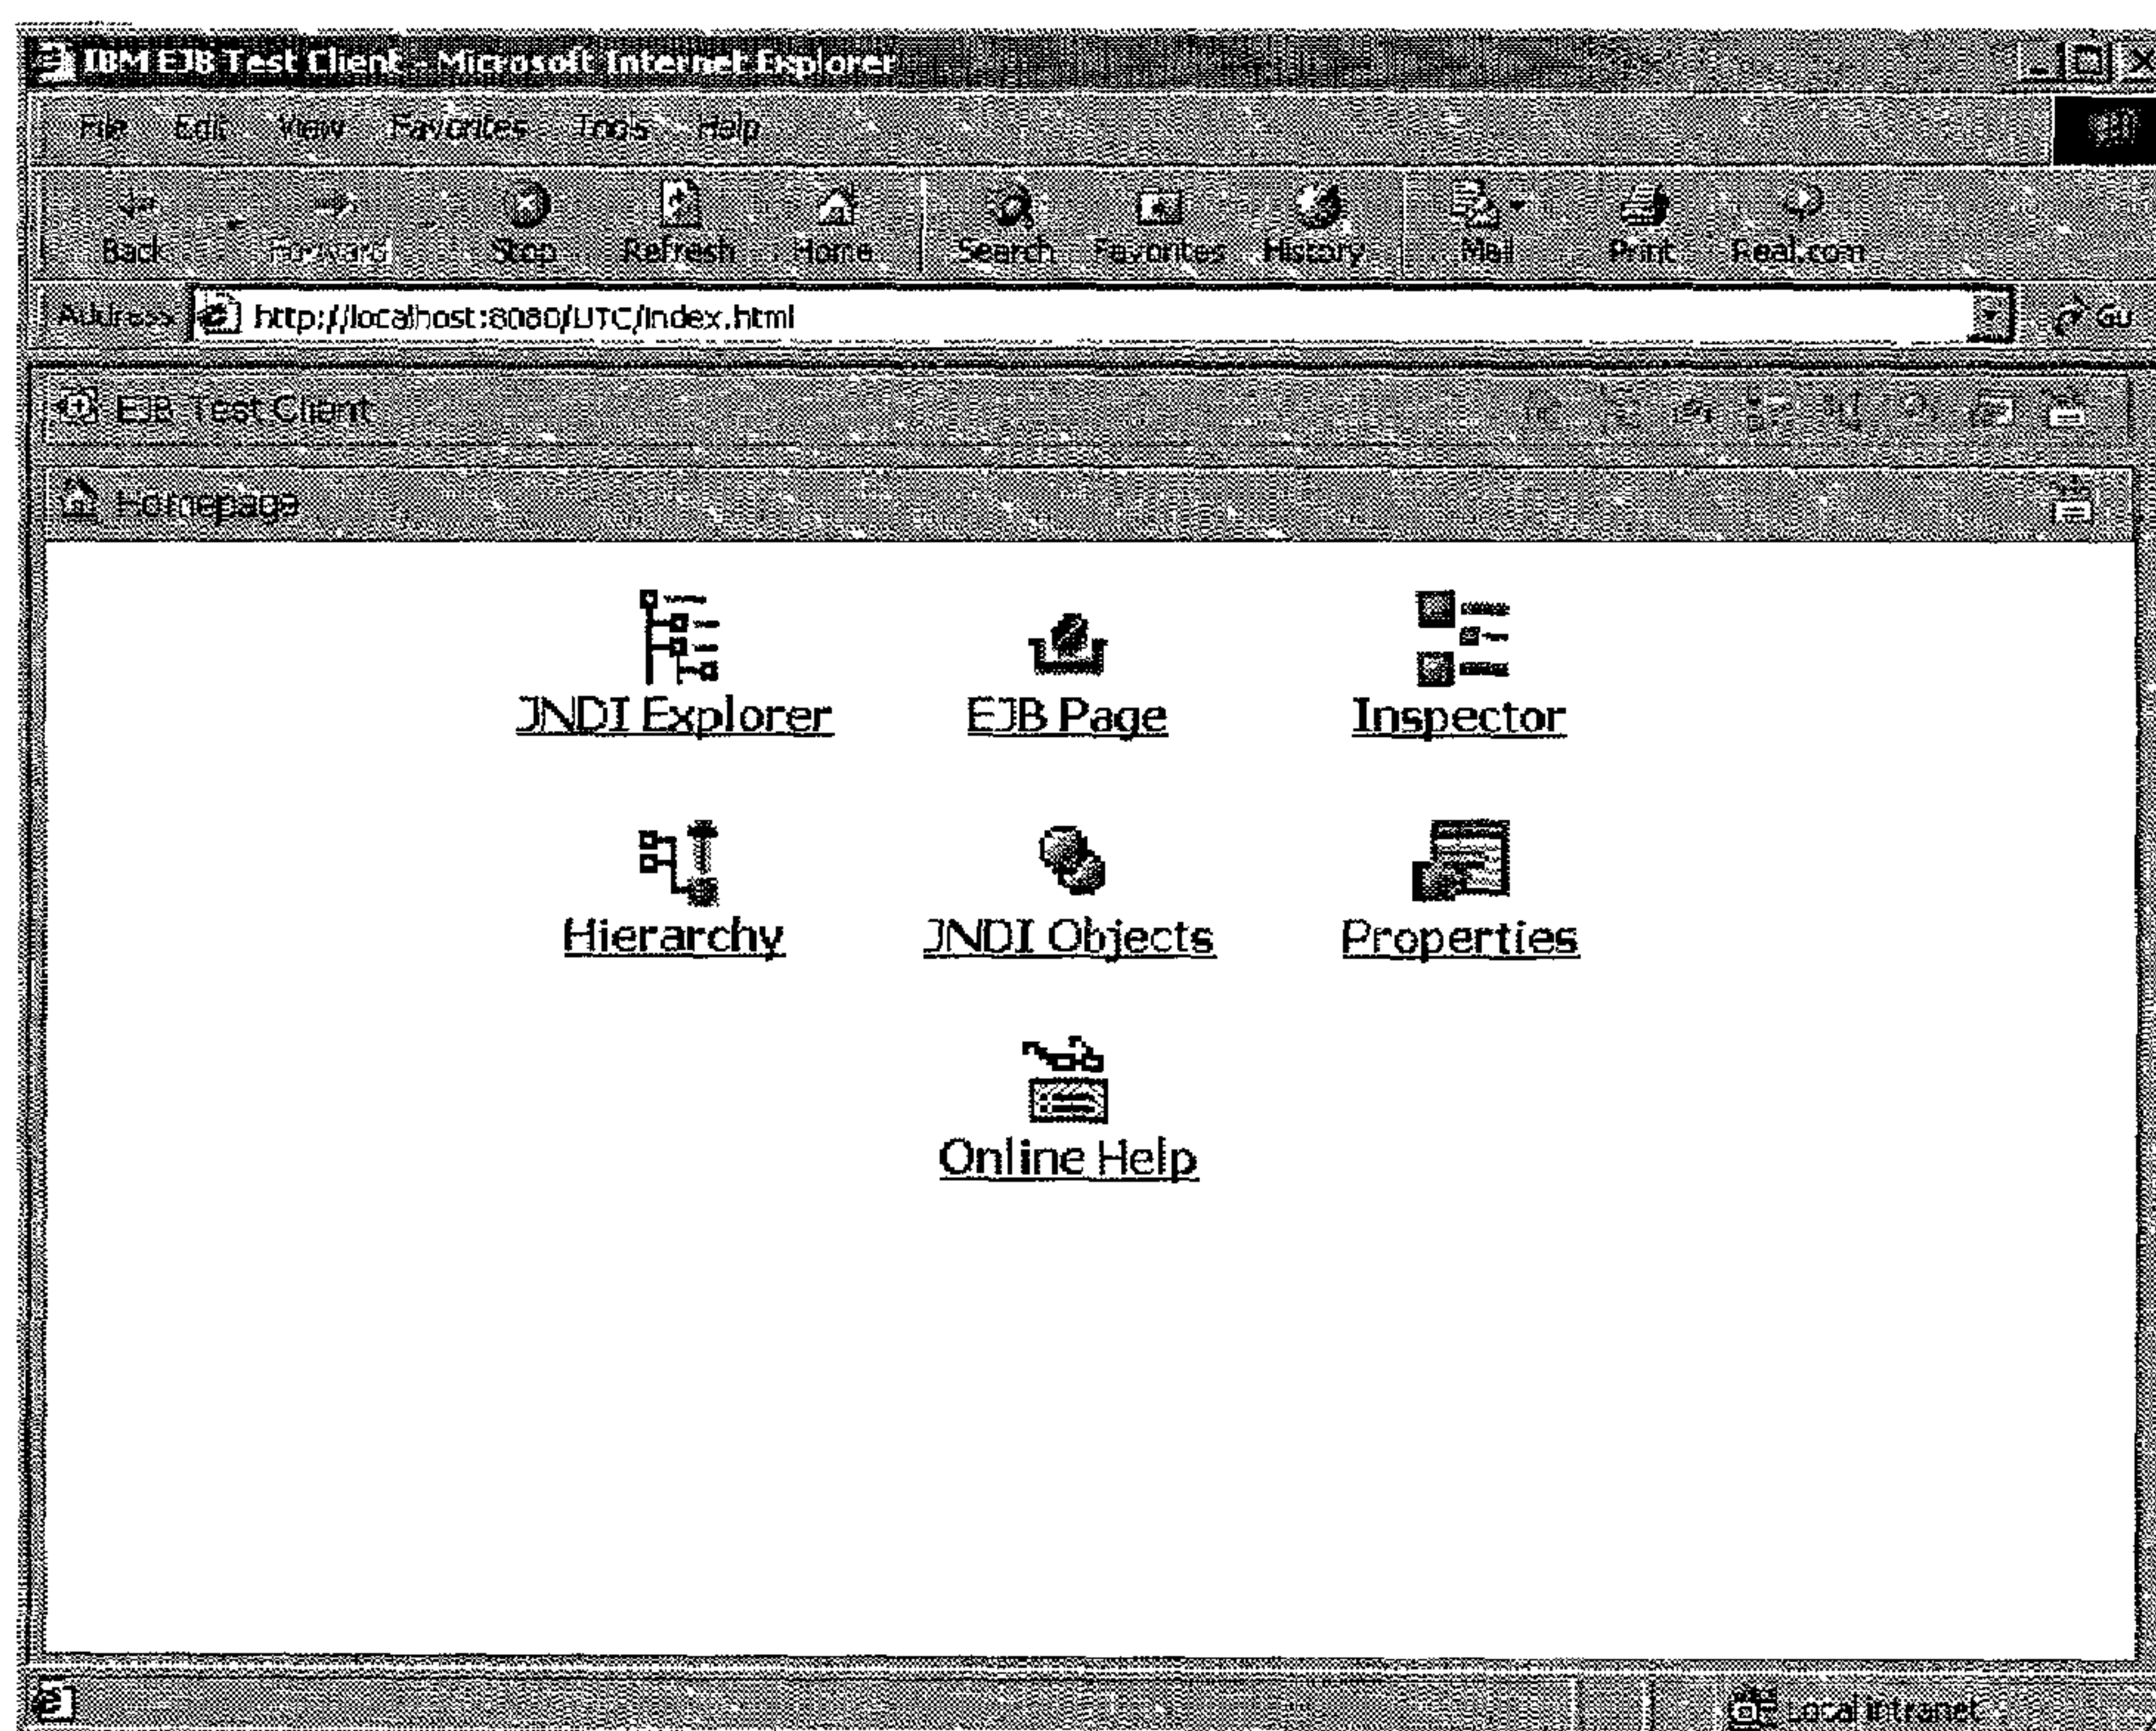 IBM EJB Test Client - Microsoft Internet Explorer
File Edit View Favorites Tools Help
Back Forward Stop Refresh Home Search Favorites History Mail Print Real.com
Address http://localhost:8080/UTC/index.html Go
EJB Test Client
Homepage
JNDI Explorer EJB Page Inspector
Hierarchy JNDI Objects Properties
Online Help
Local intranet